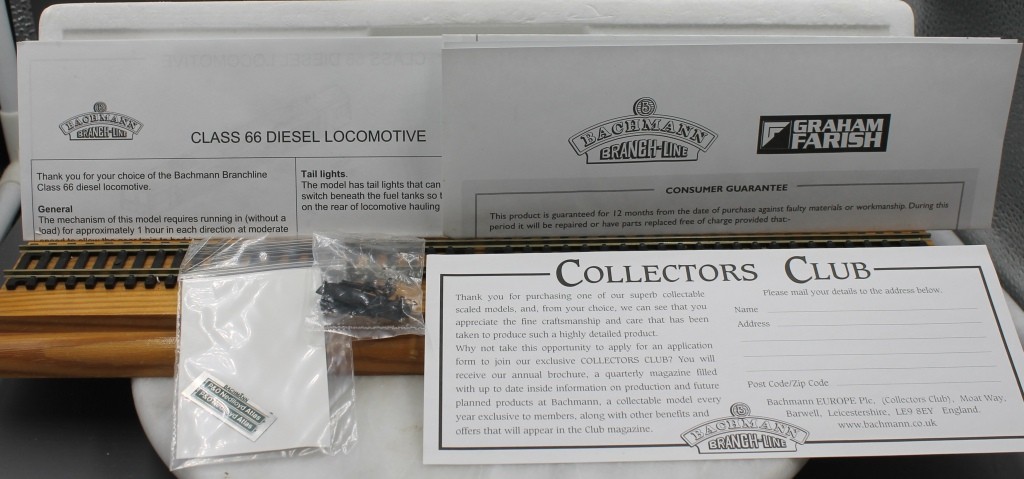 BACHMANN
BRANCH-LINE
CLASS 66 DIESEL LOCOMOTIVE
Thank you for your choice of the Bachmann Branchline
Class 66 diesel locomotive.
General
The mechanism of this model requires running in (without a
load) for approximately 1 hour in each direction at moderate
Tail lights.
The model has tail lights that can
switch beneath the fuel tanks so t
on the rear of locomotive hauling
BACHMANN
BRANCH-LINE
GRAHAM
FARISH
CONSUMER GUARANTEE
This product is guaranteed for 12 months from the date of purchase against faulty materials or workmanship. During this
period it will be repaired or have parts replaced free of charge provided that:-
BACHMANN
P&O Nedlloyd Atlas
P&O Nedlloyd Atlas
COLLECTORS CLUB
Thank you for purchasing one of our superb collectable
scaled models, and, from your choice, we can see that you
appreciate the fine craftsmanship and care that has been
taken to produce such a highly detailed product.
Why not take this opportunity to apply for an application
form to join our exclusive COLLECTORS CLUB? You will
receive our annual brochure, a quarterly magazine filled
with up to date inside information on production and future
planned products at Bachmann, a collectable model every
year exclusive to members, along with other benefits and
offers that will appear in the Club magazine.
Please mail your details to the address below.
Name
Address
Post Code/Zip Code
Bachmann EUROPE Plc, (Collectors Club), Moat Way,
Barwell, Leicestershire, LE9 8EY England.
www.bachmann.co.uk
BACHMANN
BRANCH-LINE